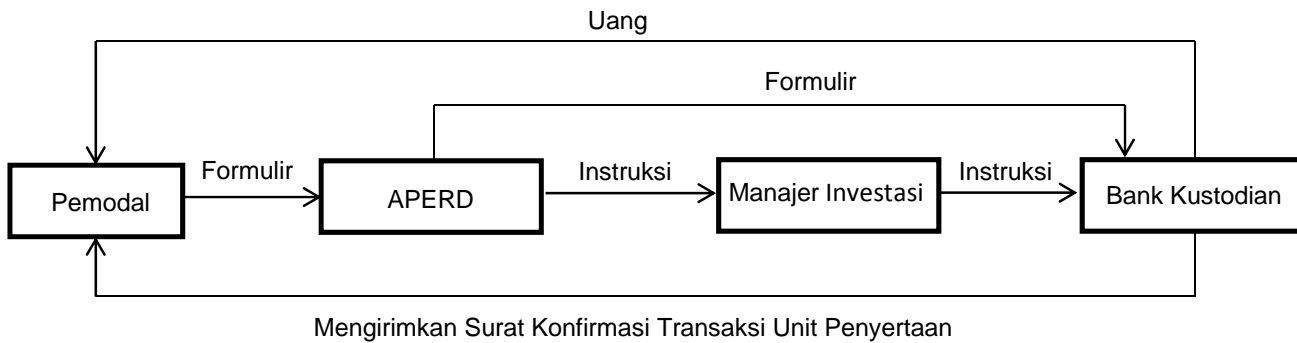 Uang
Formulir
Formulir
Instruksi
Instruksi
Pemodal
APERD
Manajer Investasi
Bank Kustodian
Mengirimkan Surat Konfirmasi Transaksi Unit Penyertaan